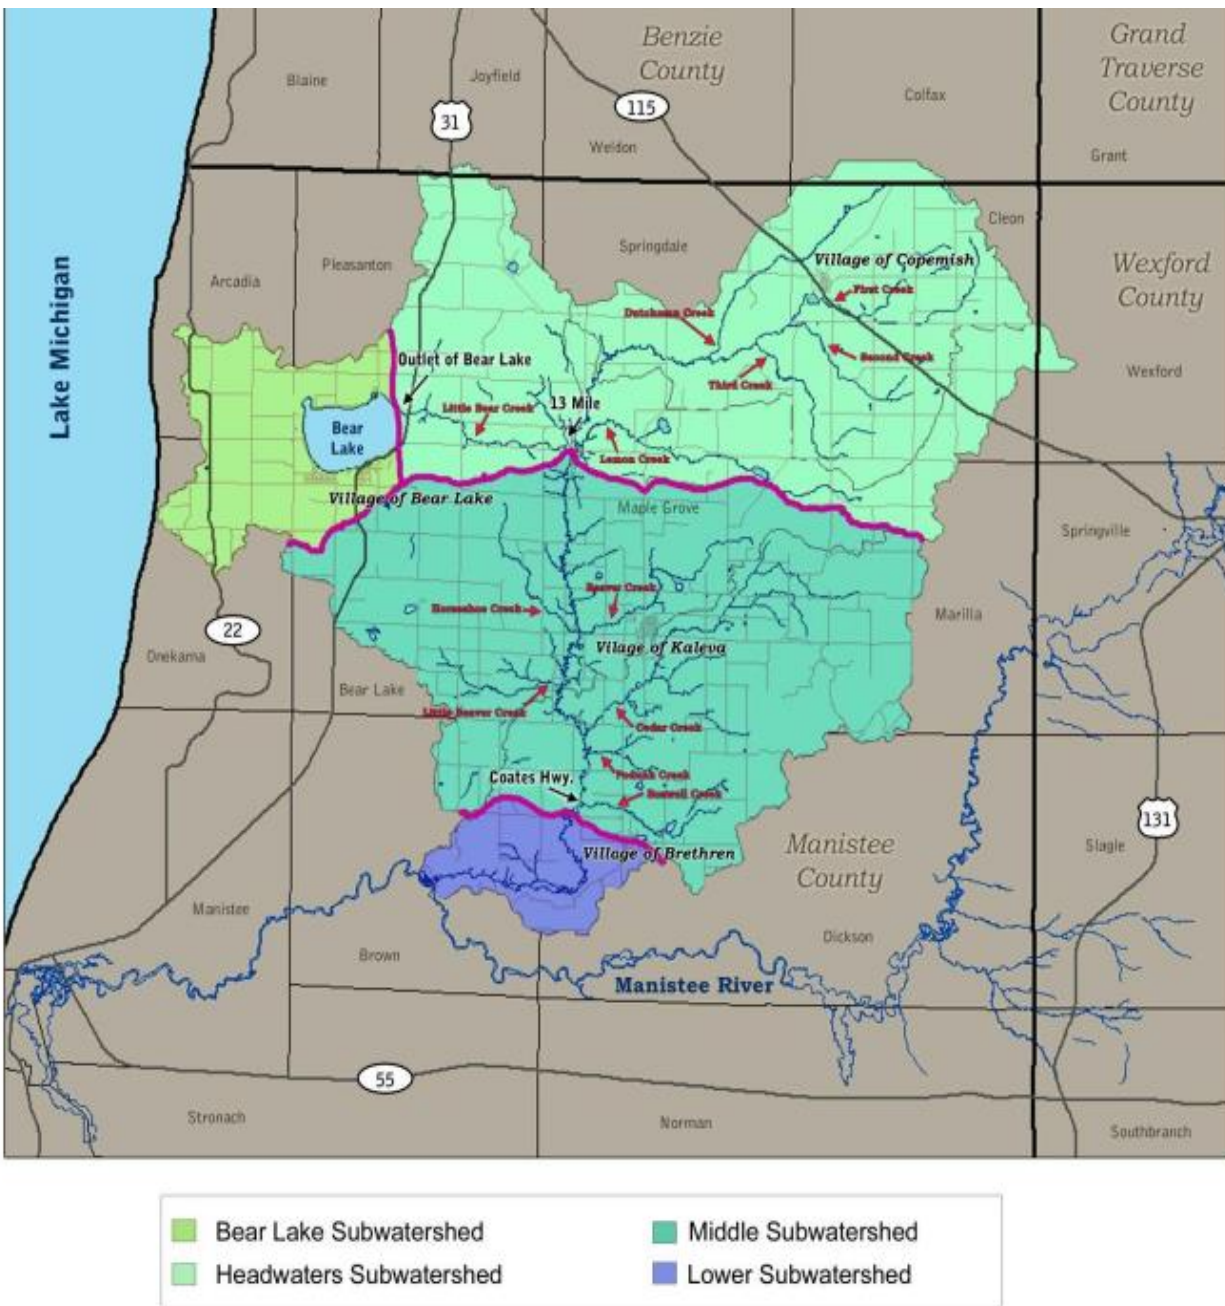 Benzie
County
Grand
Traverse
County
Blaine
Joyfield
Colfax
115
31
Weldon
Grant
Cleon
Springdale
Pleasanton
Village of Copemish
Wexford
County
Arcadia
First Creek
Dutchman Creek
Lake Michigan
Outlet of Bear Lake
Second Creek
Third Creek
Wexford
Little Bear Creek
13 Mile
Bear
Lake
Lemon Creek
Village of Bear Lake
Maple Grove
Springville
Beaver Creek
Horseshoe Creek
Marilla
22
Vilage of Kaleva
Onekama
Bear Lake
Little Beaver Creek
Cedar Creek
Coates Hwy.
Podunk Creek
Boswell Creek
131
Manistee
County
Slagle
Village of Brethren
Manistee
Dickson
Brown
Manistee River
55
Stronach
Norman
Southbranch
Bear Lake Subwatershed
Middle Subwatershed
Headwaters Subwatershed
Lower Subwatershed